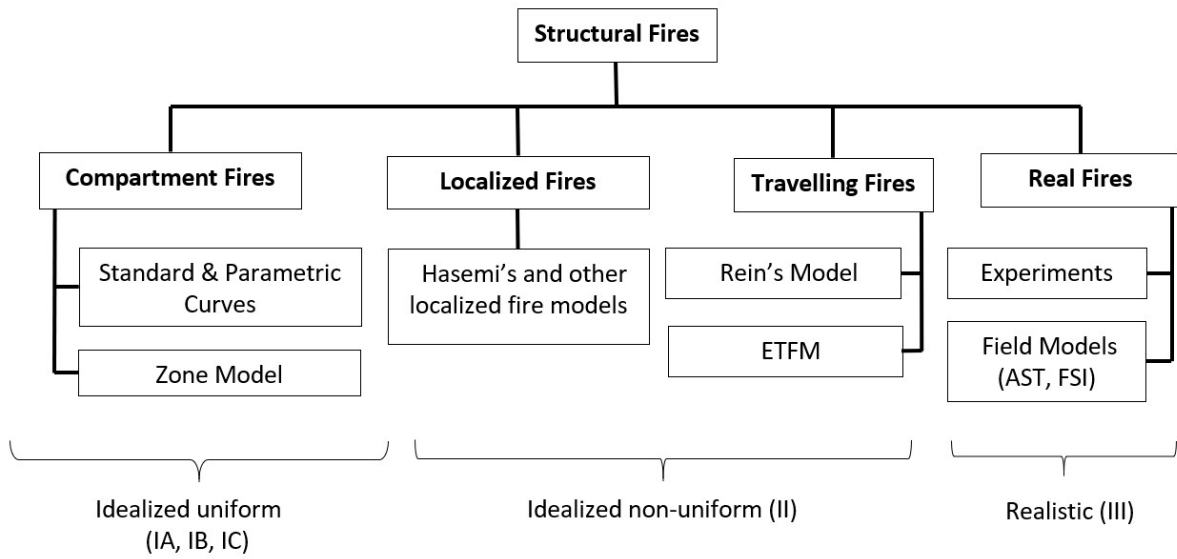 Structural Fires
Compartment Fires
Localized Fires
Travelling Fires
Real Fires
Standard & Parametric
Curves
Zone Model
Hasemi's and other
localized fire models
Rein's Model
ETFM
Experiments
Field Models
(AST, FSI)
Idealized uniform
(IA, IB, IC)
Idealized non-uniform (II)
Realistic (III)